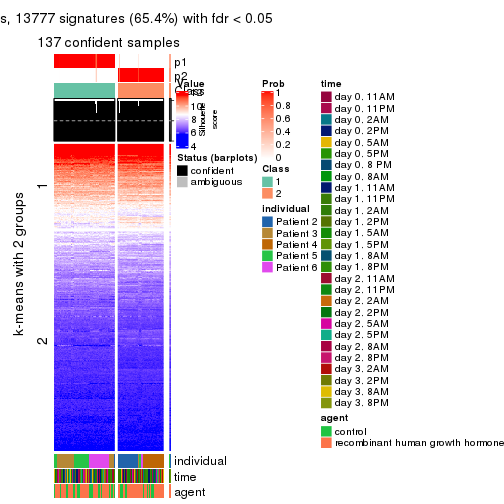 s, 13777 signatures (65.4%) with fdr < 0.05
137 confident samples
p1
p2
Class
k-means with 2 groups
1
2
individual
time
agent
Value
10
8
6
4
Silhouette
score
Status (barplots)
confident
ambiguous
Prob
1
0.8
0.6
0.4
0.2
0
Class
1
2
individual
Patient 2
Patient 3
Patient 4
Patient 5
Patient 6
time
day 0. 11AM
day 0. 11PM
day 0. 2AM
day 0. 2PM
day 0. 5AM
day 0. 5PM
day 0. 8 PM
day 0. 8AM
day 1. 11AM
day 1. 11PM
day 1. 2AM
day 1. 2PM
day 1. 5AM
day 1. 5PM
day 1. 8AM
day 1. 8PM
day 2. 11AM
day 2. 11PM
day 2. 2AM
day 2. 2PM
day 2. 5AM
day 2. 5PM
day 2. 8AM
day 2. 8PM
day 3. 2AM
day 3. 2PM
day 3. 8AM
day 3. 8PM
agent
control
recombinant human growth hormone